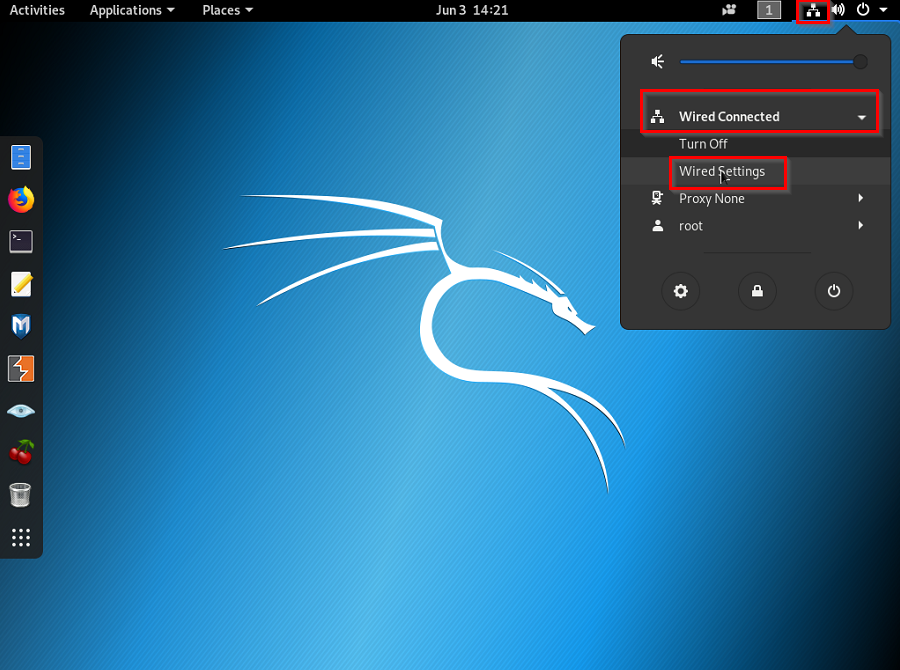 Activities Applications Places Jun 3 14:21 1
Wired Connected
Turn Off
Wired Settings
Proxy None
root